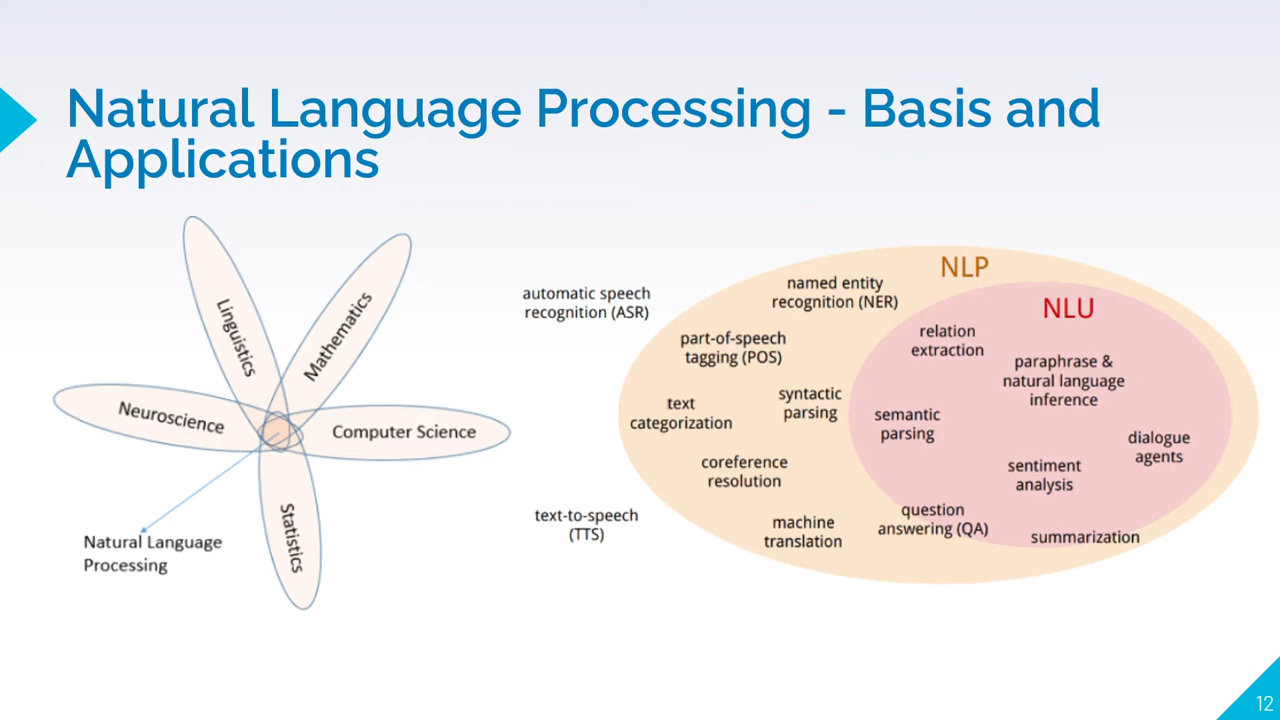 Natural Language Processing - Basis and
Applications
Linguistics
Mathematics
Neuroscience
Computer Science
Statistics
Natural Language
Processing
automatic speech
recognition (ASR)
text-to-speech
(TTS)
NLP
named entity
recognition (NER)
part-of-speech
tagging (POS)
syntactic
parsing
text
categorization
coreference
resolution
machine
translation
NLU
relation
extraction
paraphrase &
natural language
inference
semantic
parsing
dialogue
agents
sentiment
analysis
question
answering (QA)
summarization
12